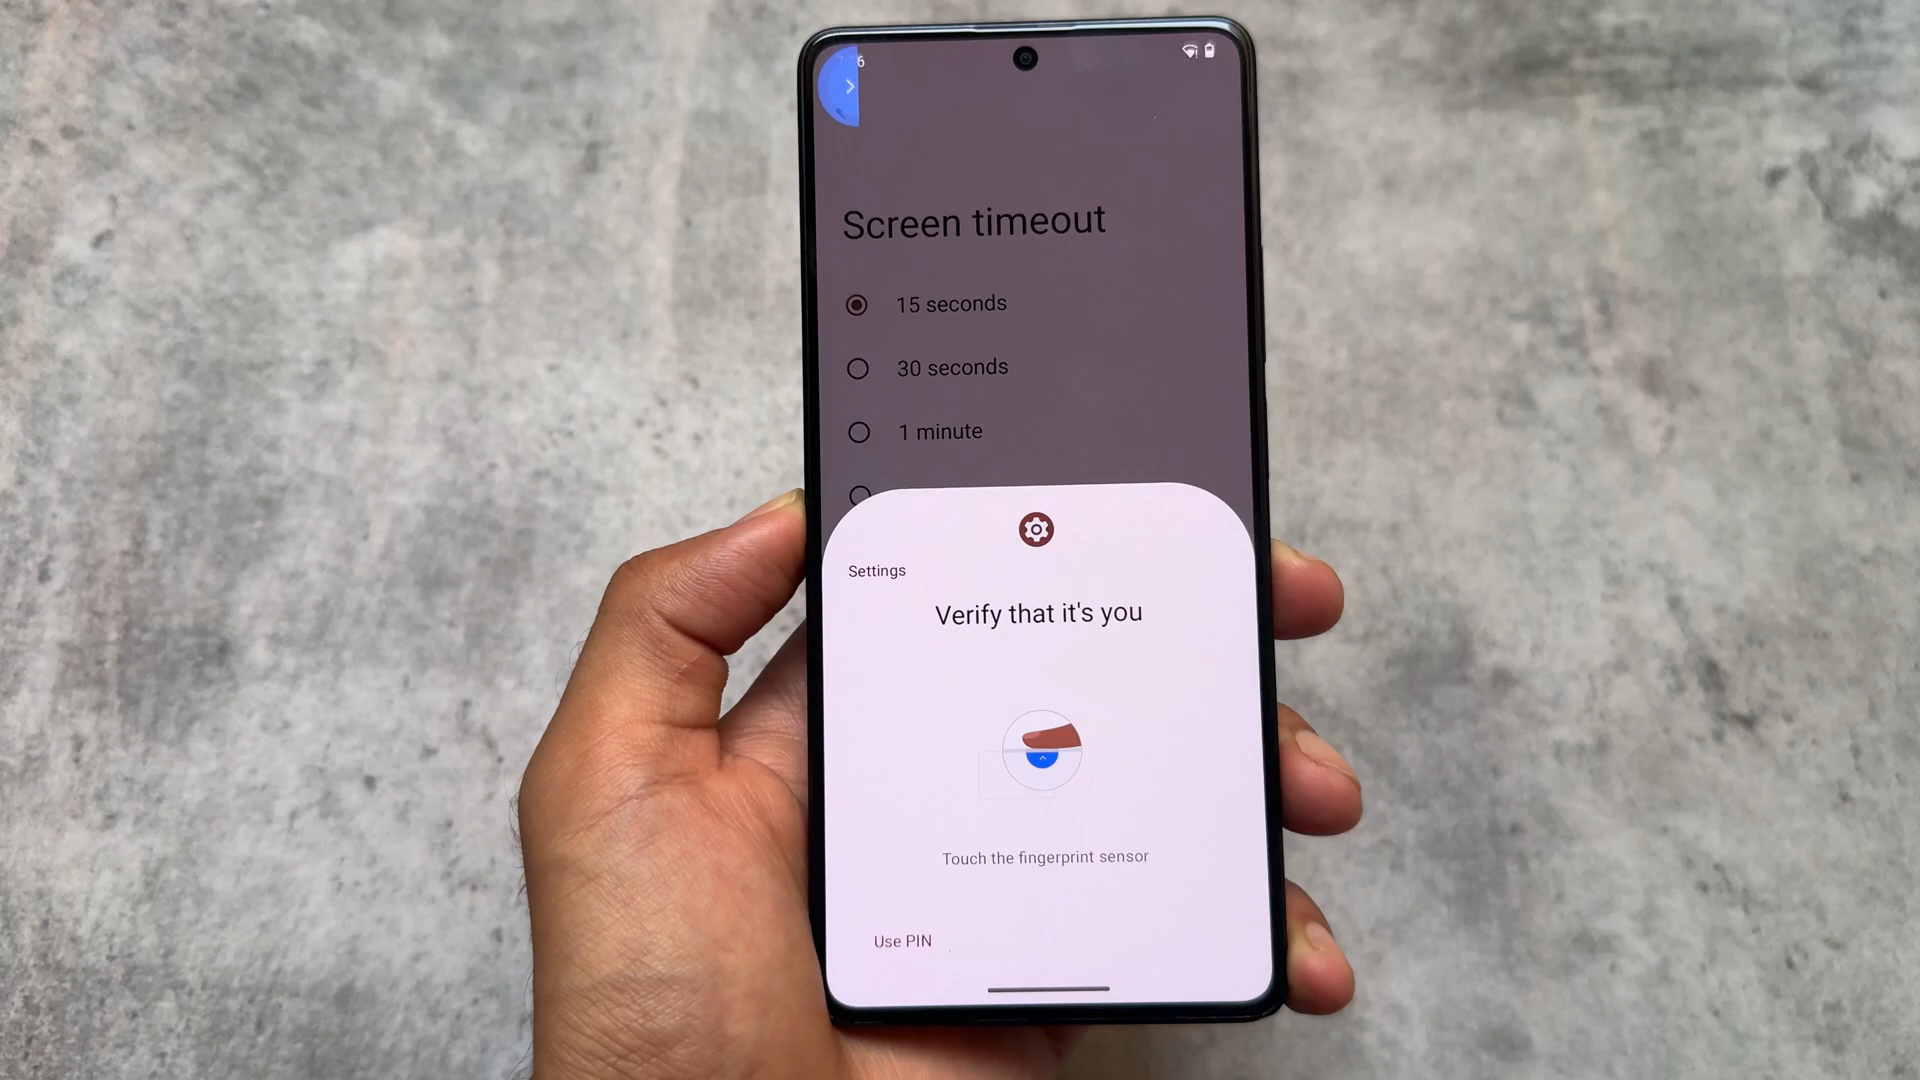 6
Screen timeout
15 seconds
30 seconds
1 minute
Settings
Verify that it's you
Touch the fingerprint sensor
Use PIN